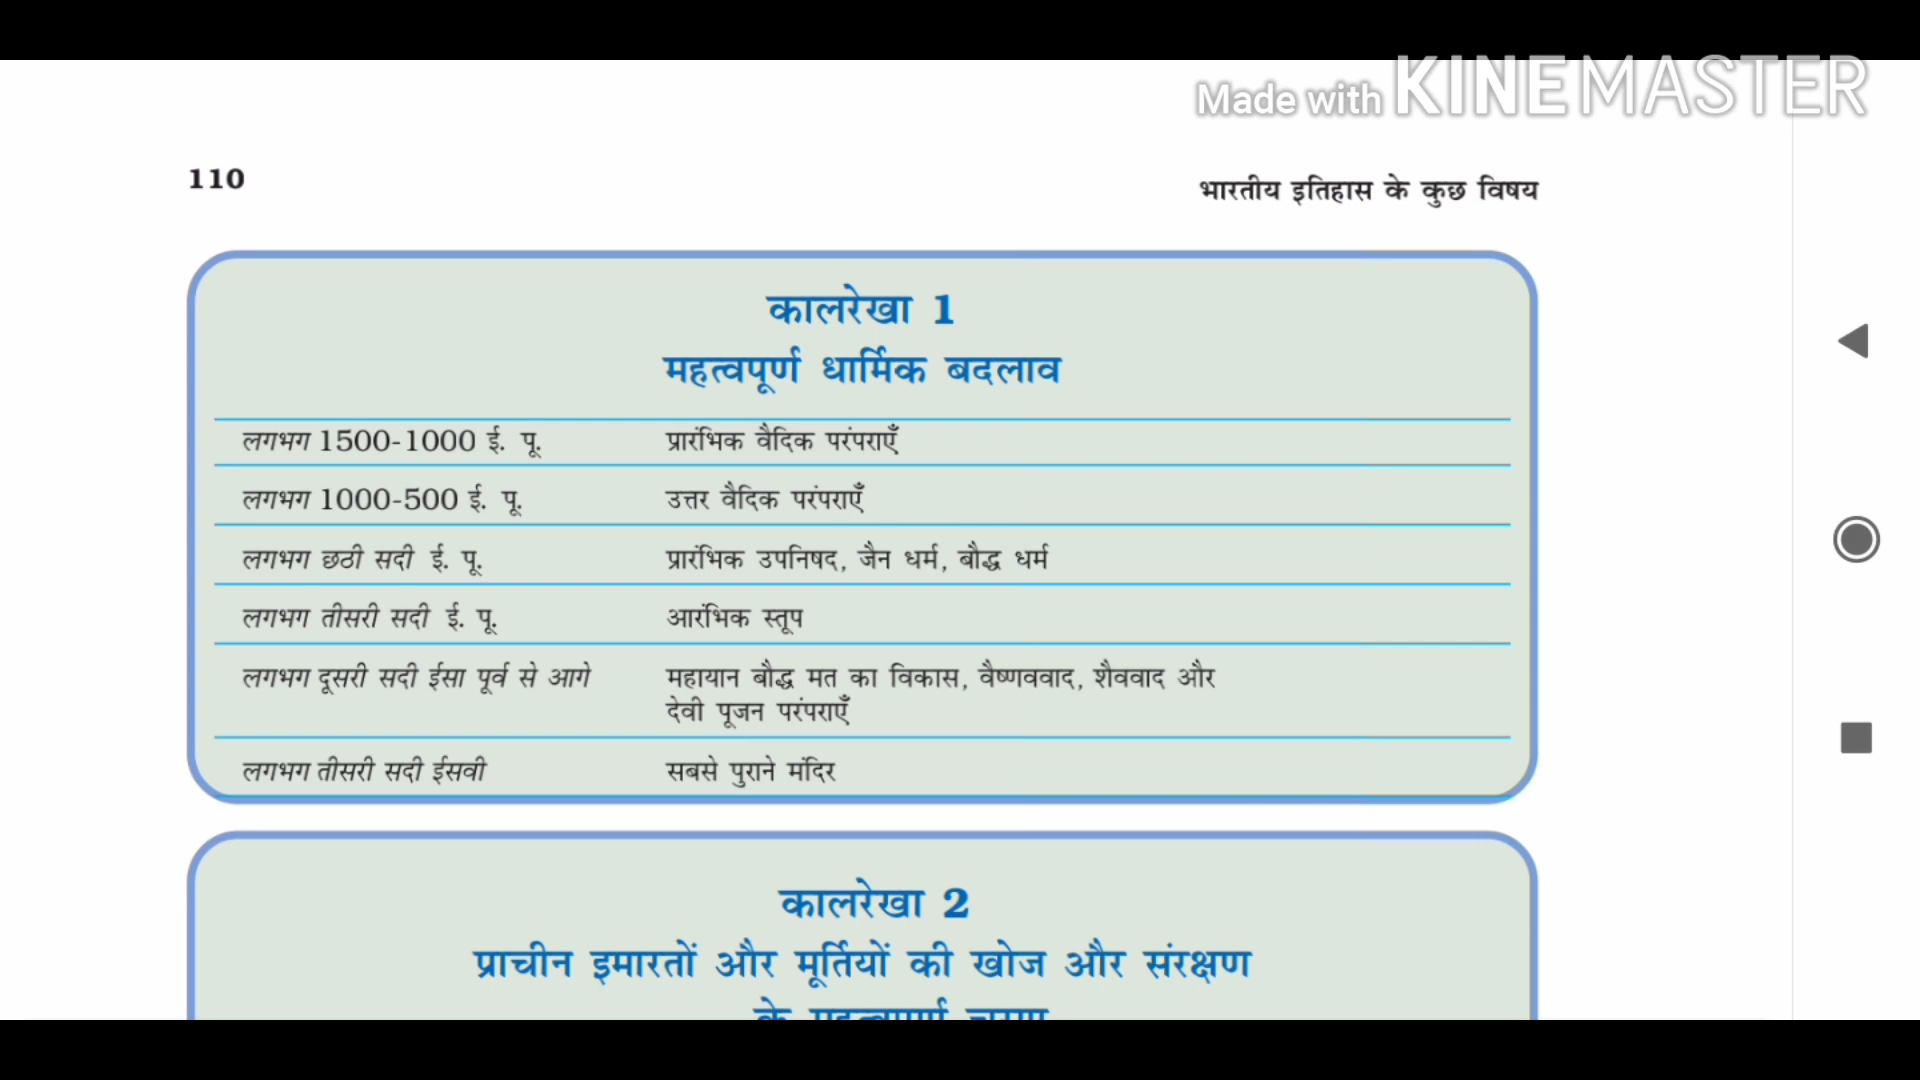 Made with KINEMASTER
110
भारतीय इतिहास के कुछ विषय
कालरेखा 1
महत्वपूर्ण धार्मिक बदलाव
लगभग 1500-1000 ई. पू. प्रारंभिक वैदिक परंपराएँ
लगभग 1000-500 ई. पू. उत्तर वैदिक परंपराएँ
लगभग छठी सदी ई. पू. प्रारंभिक उपनिषद, जैन धर्म, बौद्ध धर्म
लगभग तीसरी सदी ई. पू. आरंभिक स्तूप
लगभग दूसरी सदी ईसा पूर्व से आगे महायान बौद्ध मत का विकास, वैष्णववाद, शैववाद और
देवी पूजन परंपराएँ
लगभग तीसरी सदी ईसवी सबसे पुराने मंदिर
कालरेखा 2
प्राचीन इमारतों और मूर्तियों की खोज और संरक्षण
के महत्वपूर्ण चरण